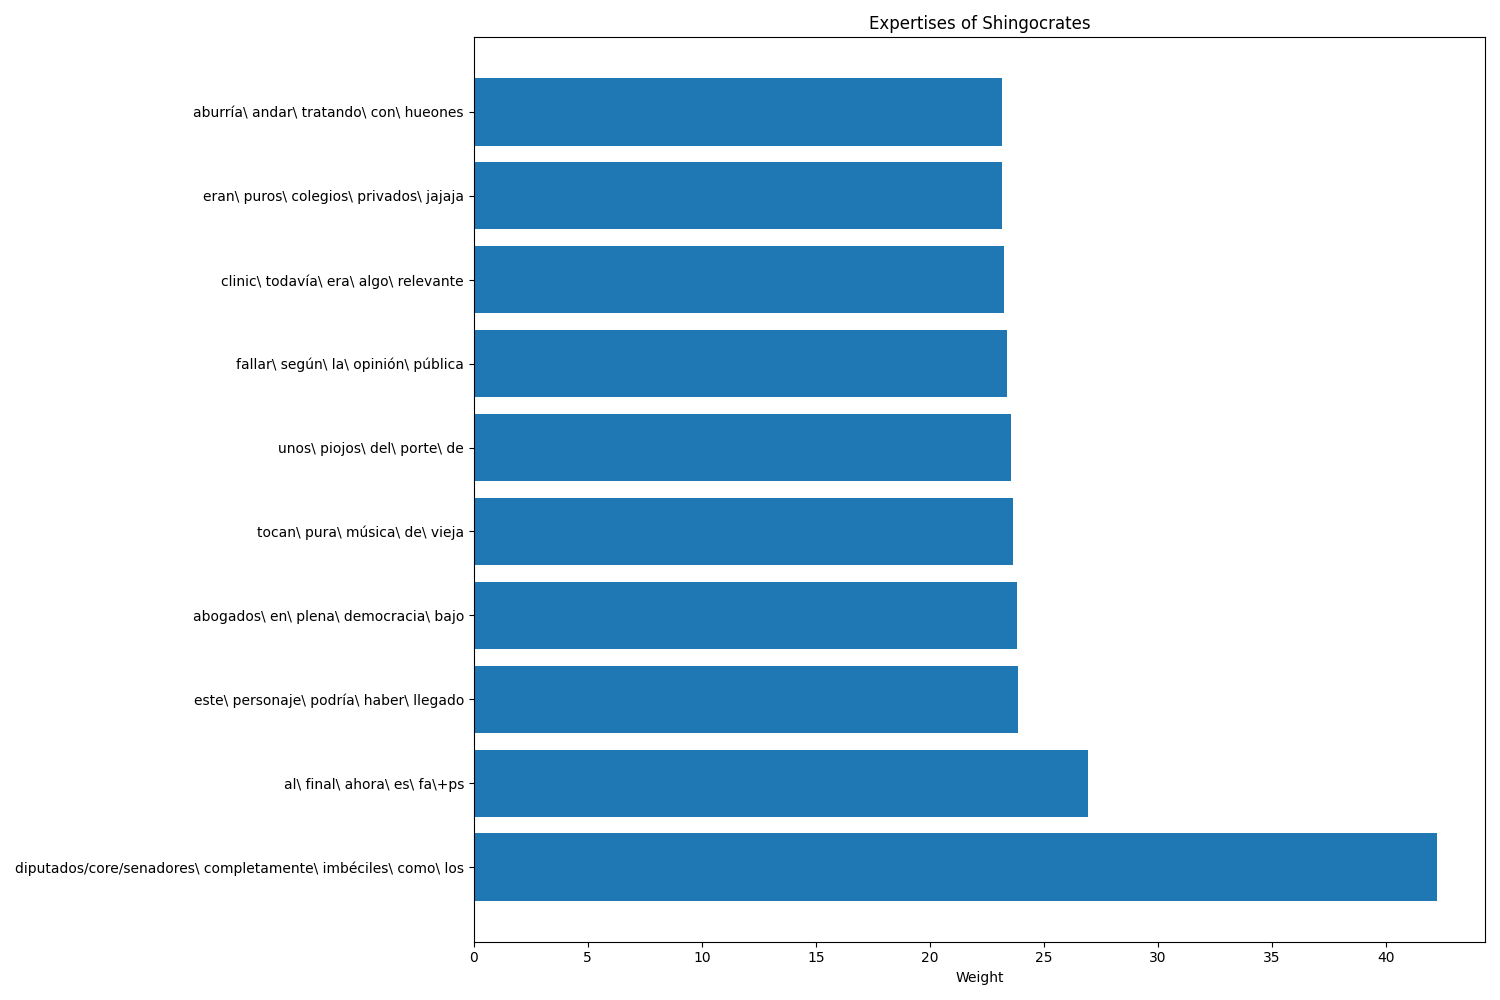 Expertises of Shingocrates
aburría\ andar\ tratando\ con\ hueones
eran\ puros\ colegios\ privados\ jajaja
clinic\ todavía\ era\ algo\ relevante
fallar\ según\ la\ opinión\ pública
unos\ piojos\ del\ porte\ de
tocan\ pura\ música\ de\ vieja
abogados\ en\ plena\ democracia\ bajo
este\ personaje\ podría\ haber\ llegado
al\ final\ ahora\ es\ fa\+ps
diputados/core/senadores\ completamente\ imbéciles\ como\ los
0 5 10 15 20 25 30 35 40
Weight